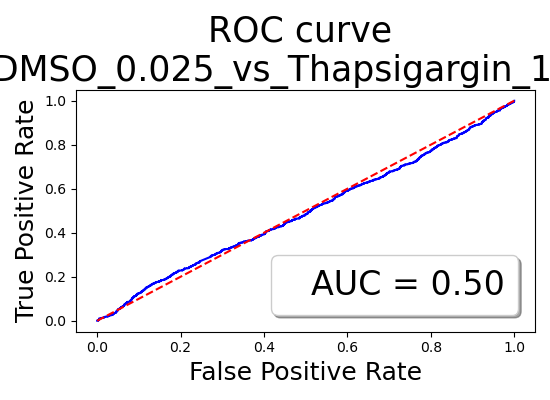 ROC curve
DMSO_0.025_vs_Thapsigargin_1
True Positive Rate
1.0
0.8
0.6
0.4
0.2
0.0
AUC = 0.50
0.0 0.2 0.4 0.6 0.8 1.0
False Positive Rate